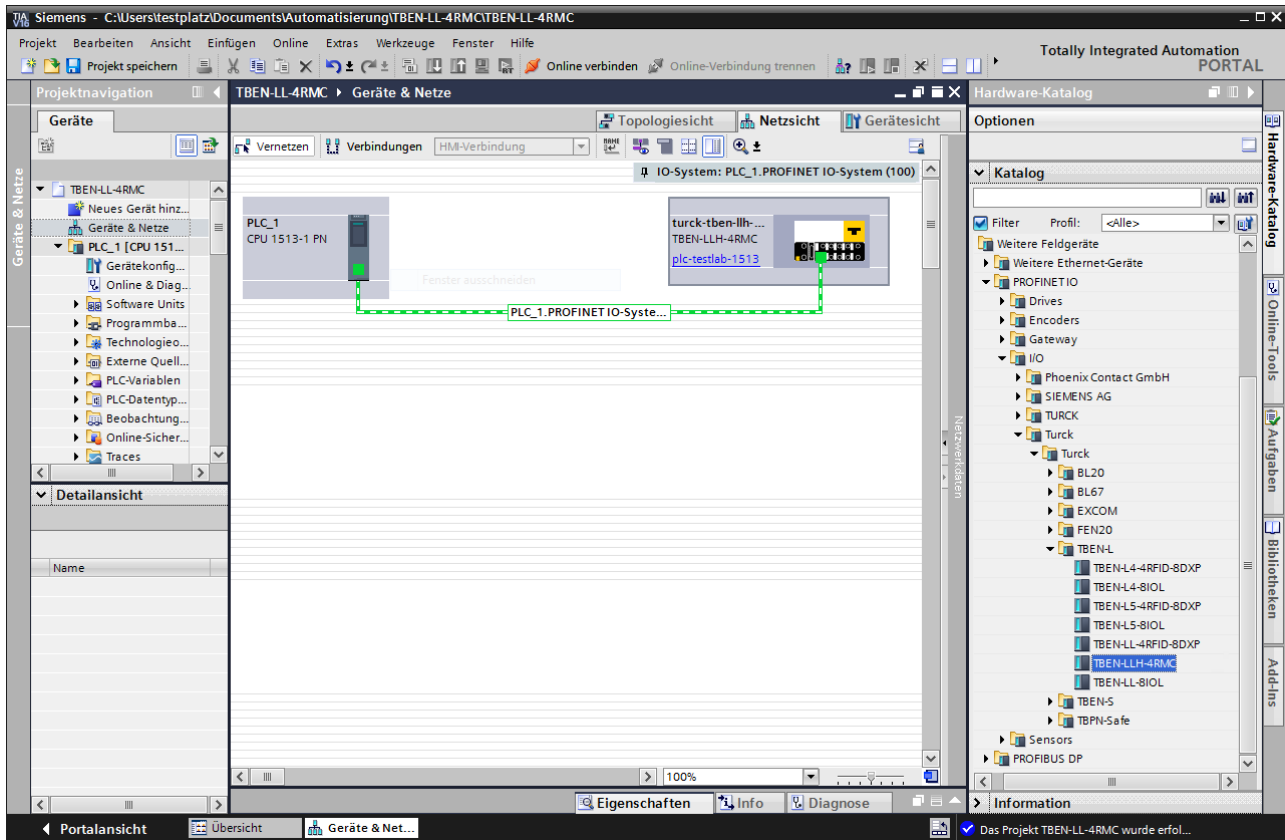 Siemens - C:\Users\testplatz\Documents\Automatisierung\TBEN-LL-4RMC\TBEN-LL-4RMC
Projekt Bearbeiten Ansicht Einfügen Online Extras Werkzeuge Fenster Hilfe
Totally Integrated Automation
PORTAL
Projekt speichern
Online verbinden
Online-Verbindung trennen
Projektnavigation
TBEN-LL-4RMC Geräte & Netze
Hardware-Katalog
Geräte
Topologiesicht
Netzsicht
Gerätesicht
Optionen
Vernetzen
Verbindungen
HMI-Verbindung
IO-System: PLC_1.PROFINET IO-System (100)
Geräte & Netze
TBEN-LL-4RMC
Neues Gerät hinz...
Geräte & Netze
PLC_1 [CPU 151...
Gerätekonfig...
Online & Diag...
Software Units
Programmba...
Technologieo...
Externe Quell...
PLC-Variablen
PLC-Datentyp...
Beobachtung...
Online-Sicher...
Traces
Detailansicht
Name
PLC_1
CPU 1513-1 PN
Fenster ausschneiden
turck-tben-llh-...
TBEN-LLH-4RMC
plc-testlab-1513
PLC_1.PROFINET IO-Syste...
Netzwerkdaten
100%
Eigenschaften
Info
Diagnose
Katalog
Filter
Profil:
<Alle>
Weitere Feldgeräte
Weitere Ethernet-Geräte
PROFINET IO
Drives
Encoders
Gateway
I/O
Phoenix Contact GmbH
SIEMENS AG
TURCK
Turck
Turck
BL20
BL67
EXCOM
FEN20
TBEN-L
TBEN-L4-4RFID-8DXP
TBEN-L4-8IOL
TBEN-L5-4RFID-8DXP
TBEN-L5-8IOL
TBEN-LL-4RFID-8DXP
TBEN-LLH-4RMC
TBEN-LL-8IOL
TBEN-S
TBPN-Safe
Sensors
PROFIBUS DP
Information
Hardware-Katalog
Online-Tools
Aufgaben
Bibliotheken
Add-Ins
Portalansicht
Übersicht
Geräte & Net...
Das Projekt TBEN-LL-4RMC wurde erfol...